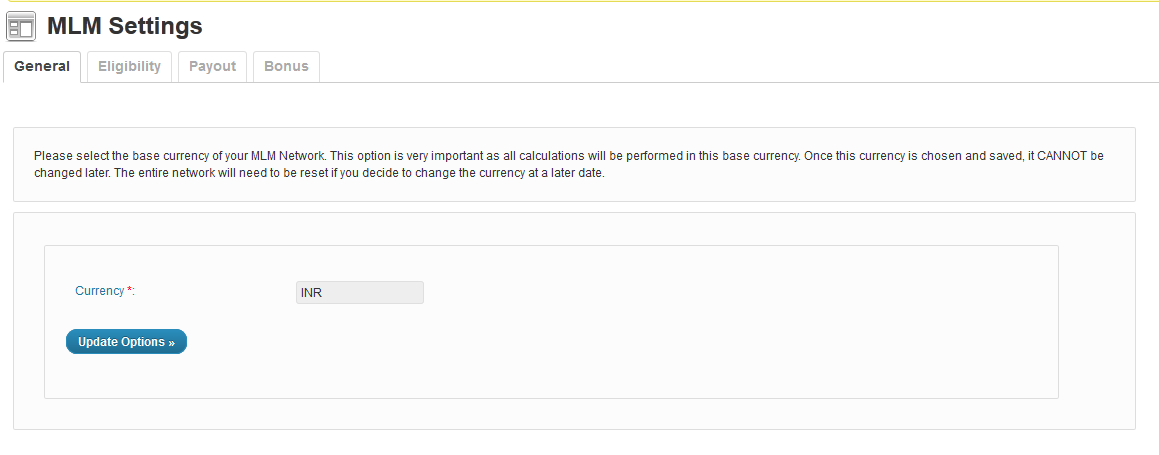 MLM Settings
General Eligibility Payout Bonus
Please select the base currency of your MLM Network. This option is very important as all calculations will be performed in this base currency. Once this currency is chosen and saved, it CANNOT be
changed later. The entire network will need to be reset if you decide to change the currency at a later date.
Currency *: INR
Update Options »